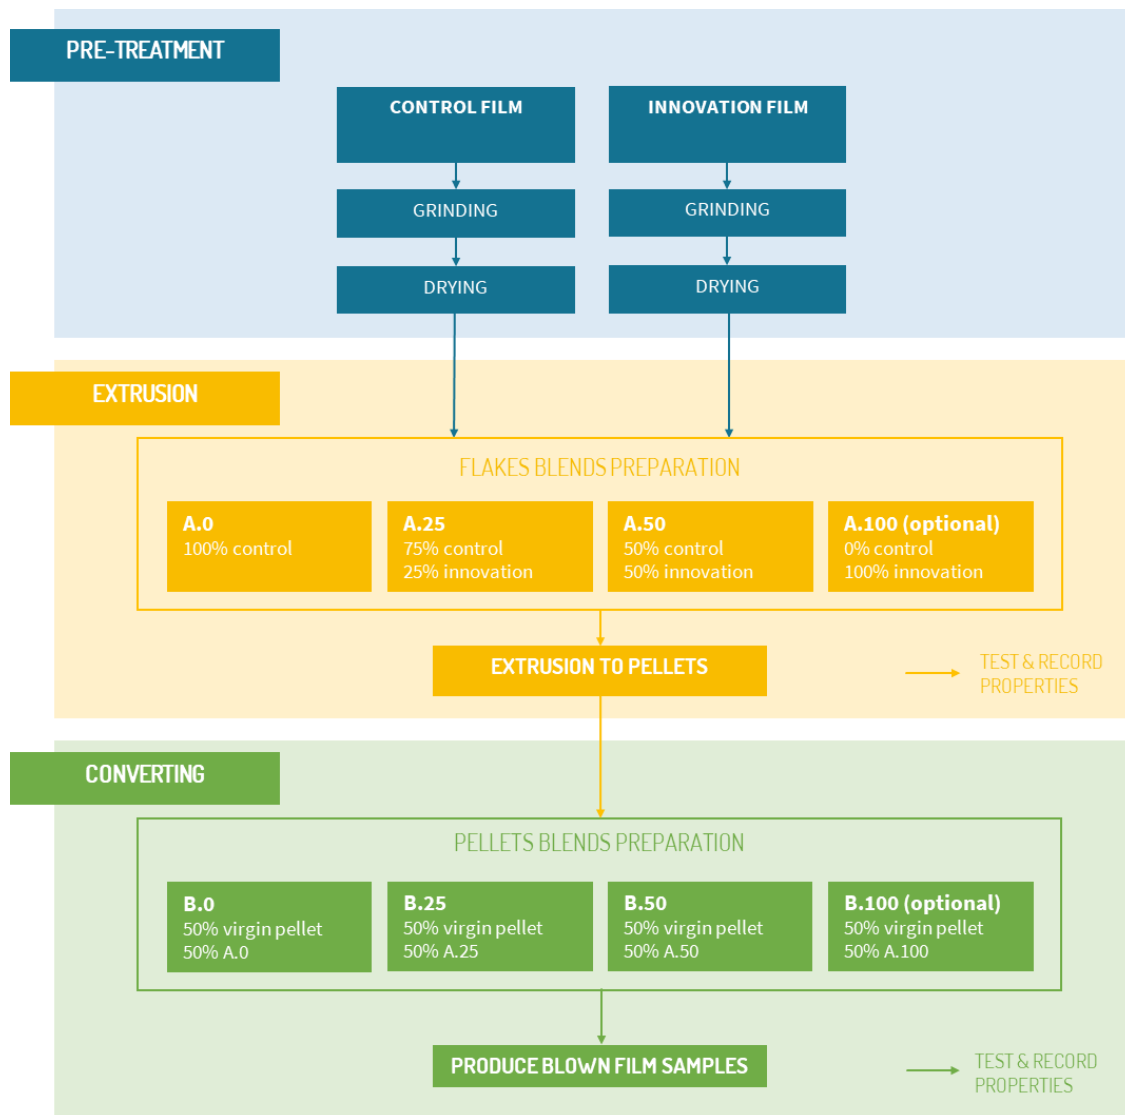 PRE-TREATMENT
CONTROL FILM
INNOVATION FILM
GRINDING
GRINDING
DRYING
DRYING
EXTRUSION
FLAKES BLENDS PREPARATION
A.0
100% control
A.25
75% control
25% innovation
A.50
50% control
50% innovation
A.100 (optional)
0% control
100% innovation
EXTRUSION TO PELLETS
TEST & RECORD
PROPERTIES
CONVERTING
PELLETS BLENDS PREPARATION
B.0
50% virgin pellet
50% A.0
B.25
50% virgin pellet
50% A.25
B.50
50% virgin pellet
50% A.50
B.100 (optional)
50% virgin pellet
50% A.100
PRODUCE BLOWN FILM SAMPLES
TEST & RECORD
PROPERTIES